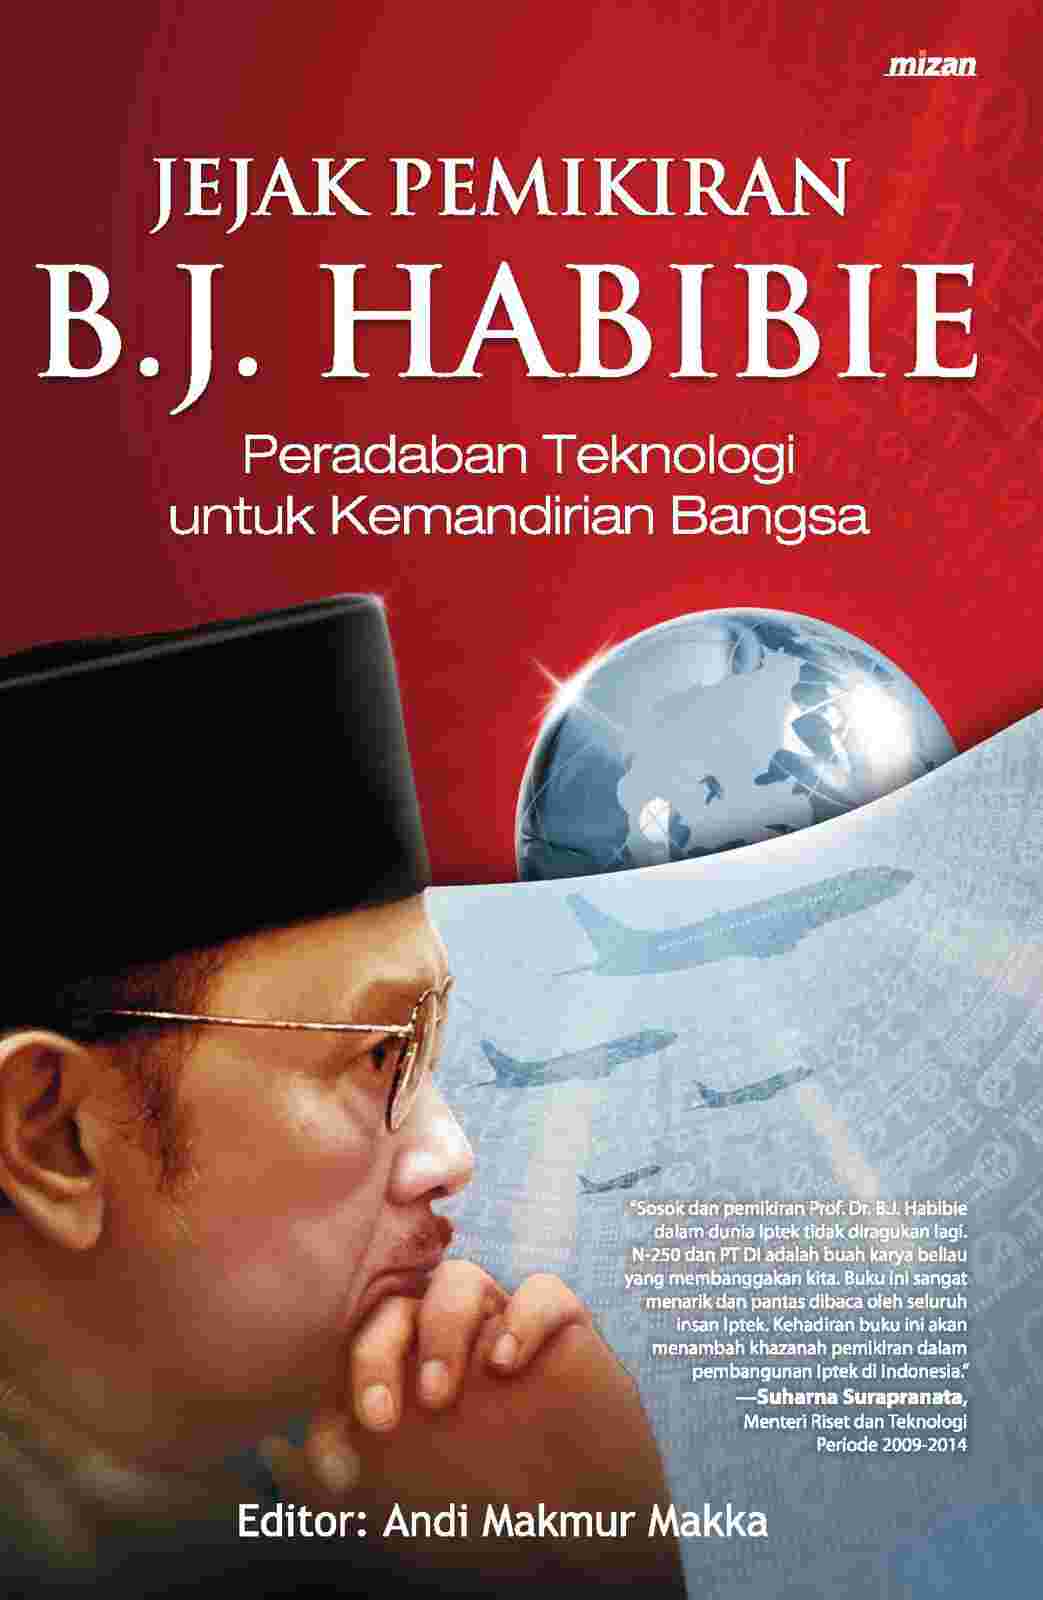 mizan
JEJAK PEMIKIRAN
B.J. HABIBIE
Peradaban Teknologi
untuk Kemandirian Bangsa
"Sosok dan pemikiran Prof. Dr. B.J. Habibie
dalam dunia Iptek tidak diragukan lagi.
N-250 dan PT DI adalah buah karya beliau
yang membanggakan kita. Buku ini sangat
menarik dan pantas dibaca oleh seluruh
insan Iptek. Kehadiran buku ini akan
menambah khazanah pemikiran dalam
pembangunan Iptek di Indonesia."
—Suharna Surapranata,
Menteri Riset dan Teknologi
Periode 2009-2014
Editor: Andi Makmur Makka